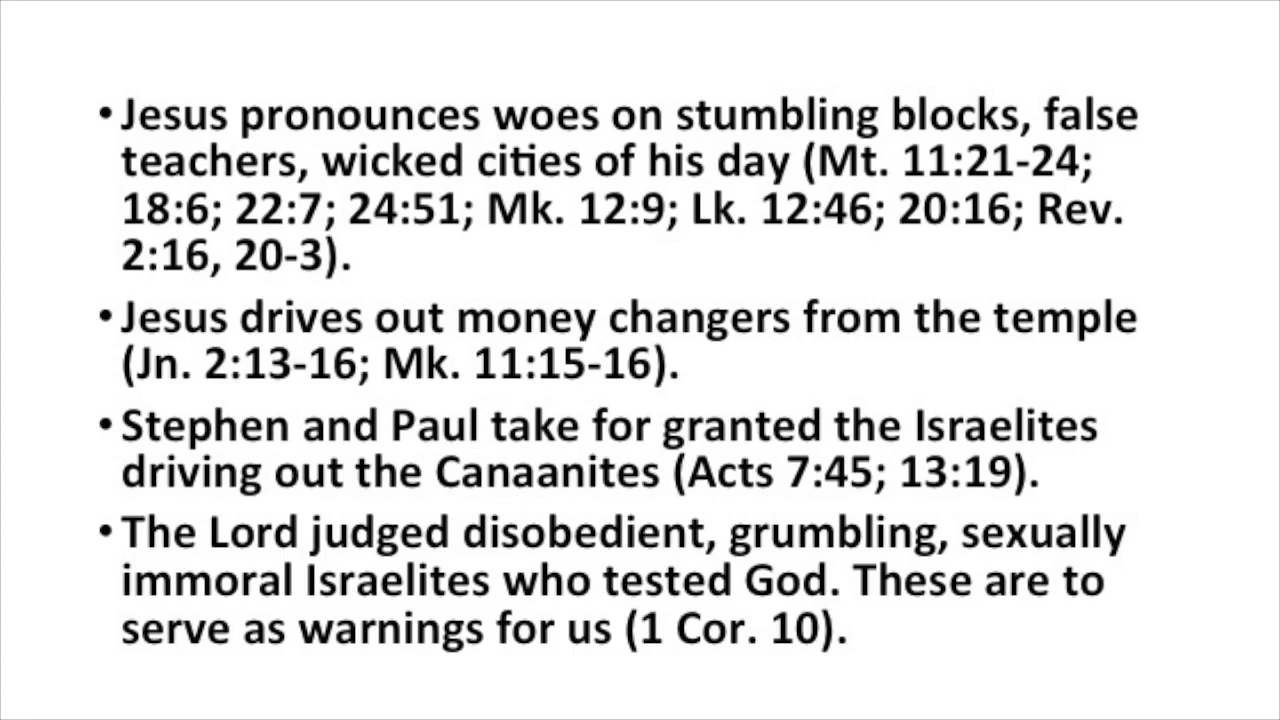 • Jesus pronounces woes on stumbling blocks, false
teachers, wicked cities of his day (Mt. 11:21-24;
18:6; 22:7; 24:51; Mk. 12:9; Lk. 12:46; 20:16; Rev.
2:16, 20-3).
• Jesus drives out money changers from the temple
(Jn. 2:13-16; Mk. 11:15-16).
• Stephen and Paul take for granted the Israelites
driving out the Canaanites (Acts 7:45; 13:19).
• The Lord judged disobedient, grumbling, sexually
immoral Israelites who tested God. These are to
serve as warnings for us (1 Cor. 10).